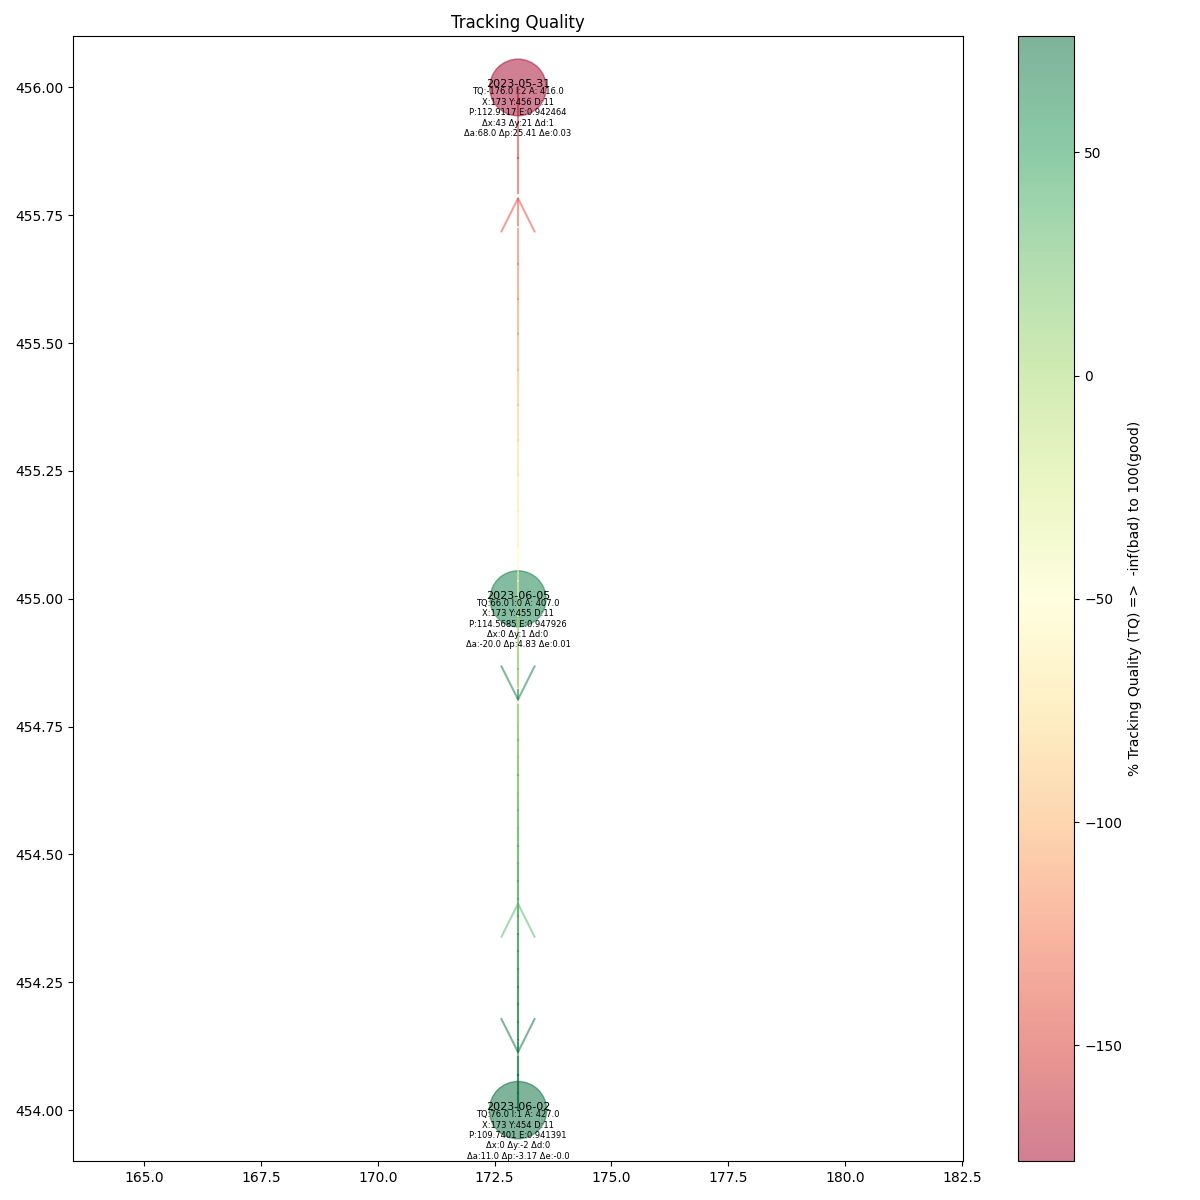 Tracking Quality
456.00
455.75
455.50
455.25
455.00
454.75
454.50
454.25
454.00
2023-05-31
TQ:-176.0 I:2 A: 416.0
X:173 Y:456 D:11
P:112.9117 E:0.942464
Δx:43 Δy:21 Δd:1
Δa:68.0 Δp:25.41 Δe:0.03
2023-06-05
TQ:66.0 I:0 A: 407.0
X:173 Y:455 D:11
P:114.5685 E:0.947926
Δx:0 Δy:1 Δd:0
Δa:-20.0 Δp:4.83 Δe:0.01
2023-06-02
TQ:76.0 I:1 A: 427.0
X:173 Y:454 D:11
P:109.7401 E:0.941391
Δx:0 Δy:-2 Δd:0
Δa:11.0 Δp:-3.17 Δe:-0.0
165.0 167.5 170.0 172.5 175.0 177.5 180.0 182.5
50
0
−50
−100
−150
% Tracking Quality (TQ) => -inf(bad) to 100(good)